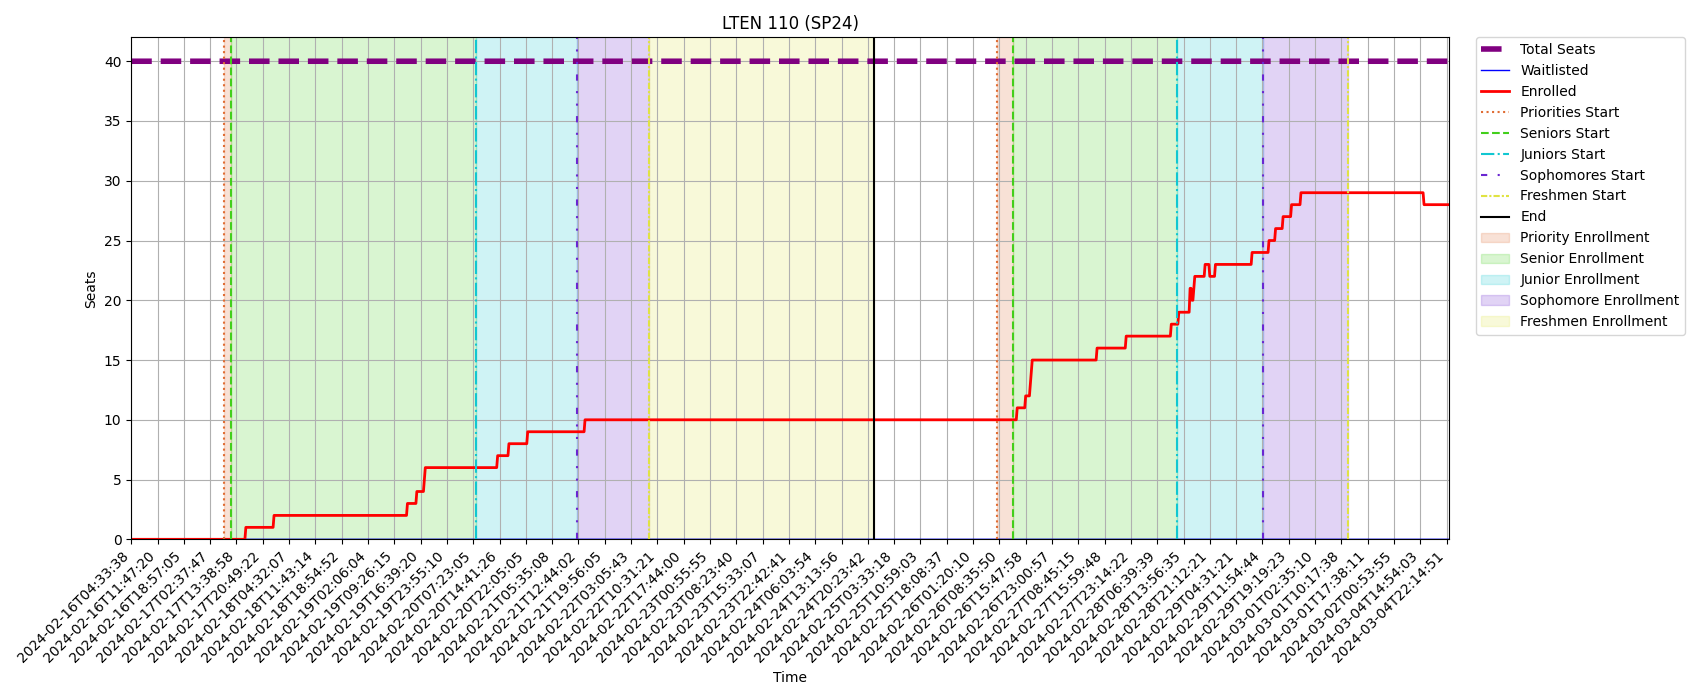 LTEN 110 (SP24)
Total Seats
Waitlisted
Enrolled
Priorities Start
Seniors Start
Juniors Start
Sophomores Start
Freshmen Start
End
Priority Enrollment
Senior Enrollment
Junior Enrollment
Sophomore Enrollment
Freshmen Enrollment
Seats
40
35
30
25
20
15
10
5
0
2024-02-16T04:33:38
2024-02-16T11:47:20
2024-02-16T18:57:05
2024-02-17T02:37:47
2024-02-17T13:38:58
2024-02-17T20:49:22
2024-02-18T04:32:07
2024-02-18T11:43:14
2024-02-18T18:54:52
2024-02-19T02:06:04
2024-02-19T09:26:15
2024-02-19T16:39:20
2024-02-19T23:55:10
2024-02-20T07:23:05
2024-02-20T14:41:26
2024-02-20T22:05:05
2024-02-21T05:35:08
2024-02-21T12:44:02
2024-02-21T19:56:05
2024-02-22T03:05:43
2024-02-22T10:31:21
2024-02-22T17:44:00
2024-02-23T00:55:55
2024-02-23T08:23:40
2024-02-23T15:33:07
2024-02-23T22:42:41
2024-02-24T06:03:54
2024-02-24T13:13:56
2024-02-24T20:23:42
2024-02-25T03:33:18
2024-02-25T10:59:03
2024-02-25T18:08:37
2024-02-26T01:20:10
2024-02-26T08:35:50
2024-02-26T15:47:58
2024-02-26T23:00:57
2024-02-27T08:45:15
2024-02-27T15:59:48
2024-02-27T23:14:22
2024-02-28T06:39:39
2024-02-28T13:56:35
2024-02-28T21:12:21
2024-02-29T04:31:21
2024-02-29T11:54:44
2024-02-29T19:19:23
2024-03-01T02:35:10
2024-03-01T10:17:38
2024-03-01T17:38:11
2024-03-02T00:53:55
2024-03-04T14:54:03
2024-03-04T22:14:51
Time